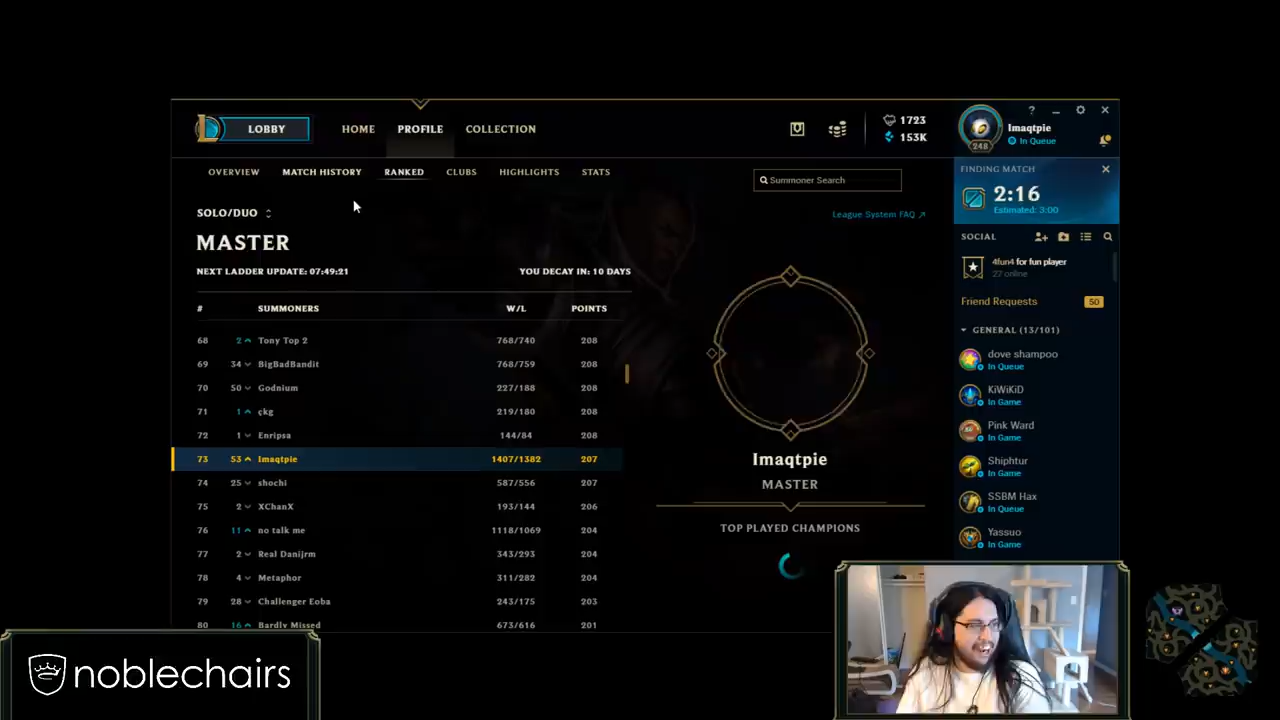 LOBBY
HOME
PROFILE
COLLECTION
1723
153K
?
248
Imaqtpie
In Queue
OVERVIEW
MATCH HISTORY
RANKED
CLUBS
HIGHLIGHTS
STATS
Summoner Search
League System FAQ
SOLO/DUO
MASTER
NEXT LADDER UPDATE: 07:49:21
YOU DECAY IN: 10 DAYS
# SUMMONERS W/L POINTS
68 2 Tony Top 2 768/740 208
69 34 BigBadBandit 768/759 208
70 50 Godnium 227/188 208
71 1 çkg 219/180 208
72 1 Enripsa 144/84 208
73 53 Imaqtpie 1407/1382 207
74 25 shochi 587/556 207
75 2 XChanX 193/144 206
76 11 no talk me 1118/1069 204
77 2 Real Danijrm 343/293 204
78 4 Metaphor 311/282 204
79 28 Challenger Eoba 243/175 203
80 16 Bardly Missed 673/616 201
Imaqtpie
MASTER
TOP PLAYED CHAMPIONS
FINDING MATCH
2:16
Estimated: 3:00
SOCIAL
4fun4 for fun player
27 online
Friend Requests 50
GENERAL (13/101)
dove shampoo
In Queue
KiWiKiD
In Game
Pink Ward
In Game
Shiphtur
In Game
SSBM Hax
In Queue
Yassuo
In Game
noblechairs